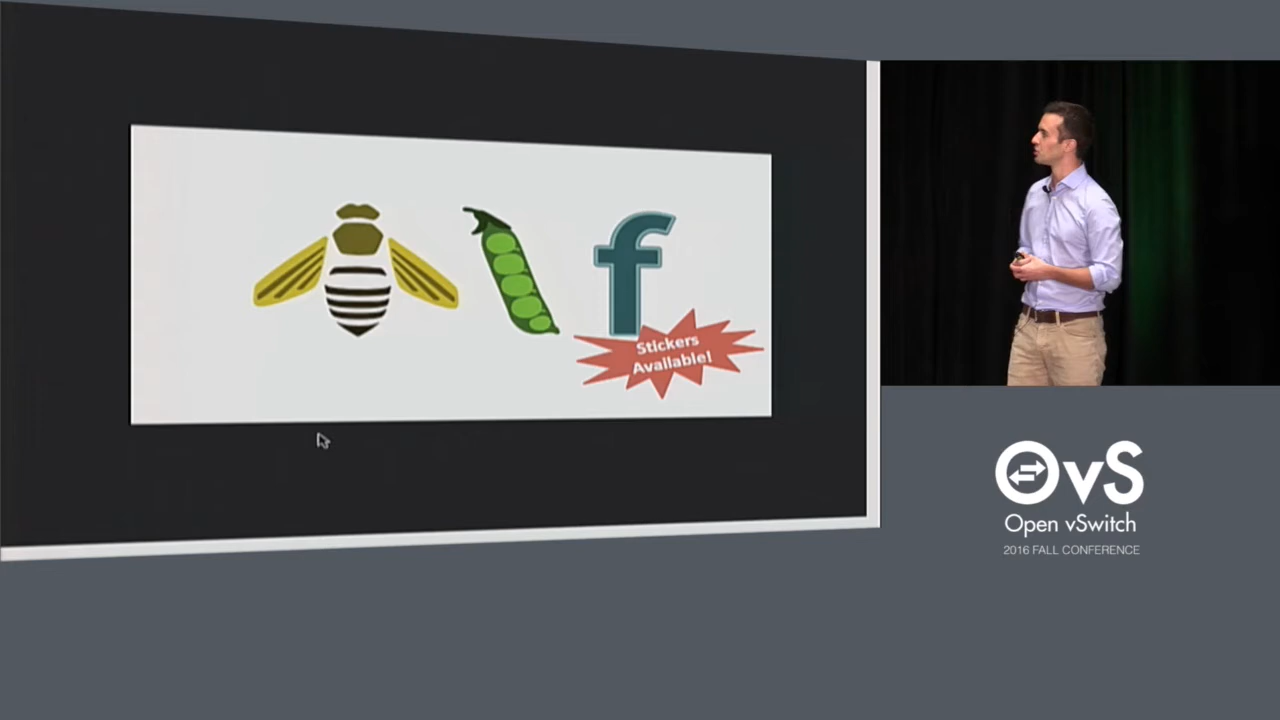 f
Stickers
Available!
OvS
Open vSwitch
2016 FALL CONFERENCE